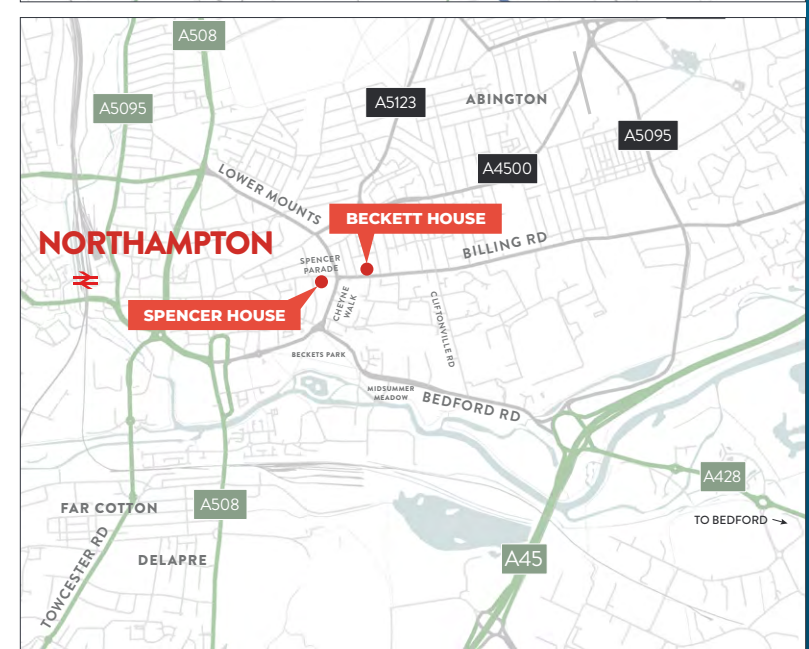 A508
A5095
A5123
ABINGTON
A5095
A4500
LOWER MOUNTS
BECKETT HOUSE
NORTHAMPTON
SPENCER
PARADE
BILLING RD
SPENCER HOUSE
CHEYNE
WALK
CLIFTONVILLE RD
BECKETS PARK
MIDSUMMER
MEADOW
BEDFORD RD
A428
FAR COTTON
A508
TO BEDFORD
TOWCESTER RD
DELAPRE
A45